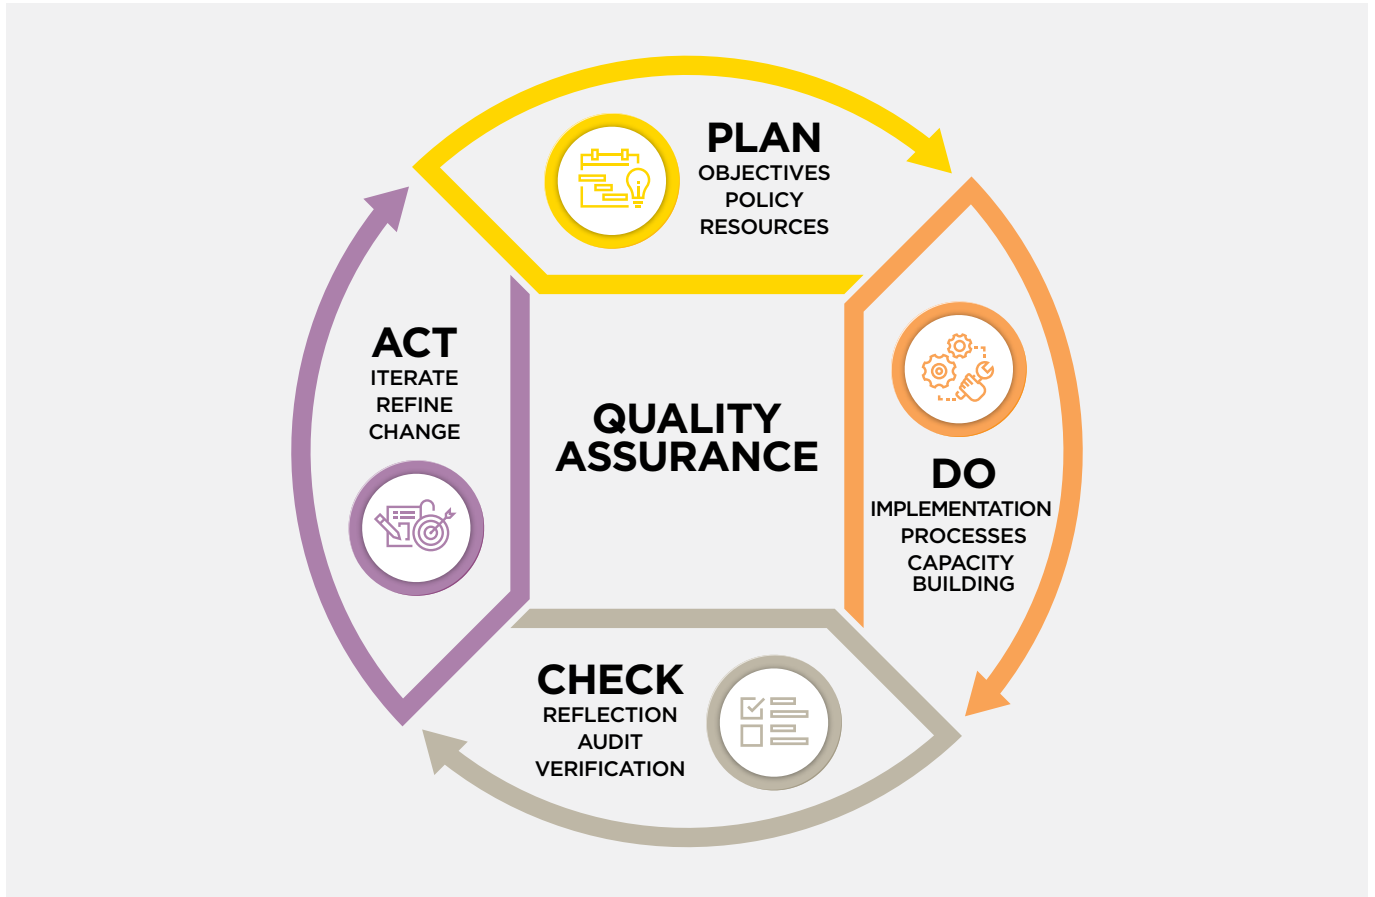 PLAN
OBJECTIVES
POLICY
RESOURCES
DO
IMPLEMENTATION
PROCESSES
CAPACITY
BUILDING
CHECK
REFLECTION
AUDIT
VERIFICATION
ACT
ITERATE
REFINE
CHANGE
QUALITY
ASSURANCE